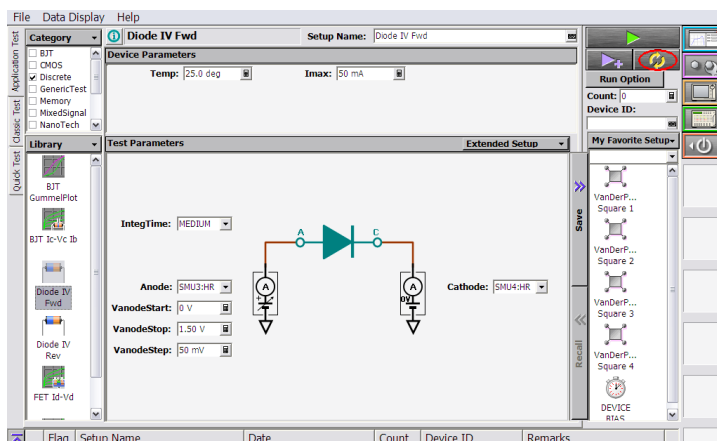 File Data Display Help
Application Test
Classic Test
Quick Test
Category
BJT
CMOS
Discrete
GenericTest
Memory
MixedSignal
NanoTech
Library
BJT
GummelPlot
BJT Ic-Vc Ib
Diode IV
Fwd
Diode IV
Rev
FET Id-Vd
Diode IV Fwd
Setup Name: Diode IV Fwd
Device Parameters
Temp: 25.0 deg Imax: 50 mA
Test Parameters Extended Setup
IntegTime: MEDIUM
A C
A A
0V
Anode: SMU3:HR Cathode: SMU4:HR
VanodeStart: 0 V
VanodeStop: 1.50 V
VanodeStep: 50 mV
Save
Recall
Run Option
Count: 0
Device ID:
My Favorite Setup
VanDerP...
Square 1
VanDerP...
Square 2
VanDerP...
Square 3
VanDerP...
Square 4
DEVICE
BIAS
Flag Setup Name Date Count Device ID Remarks